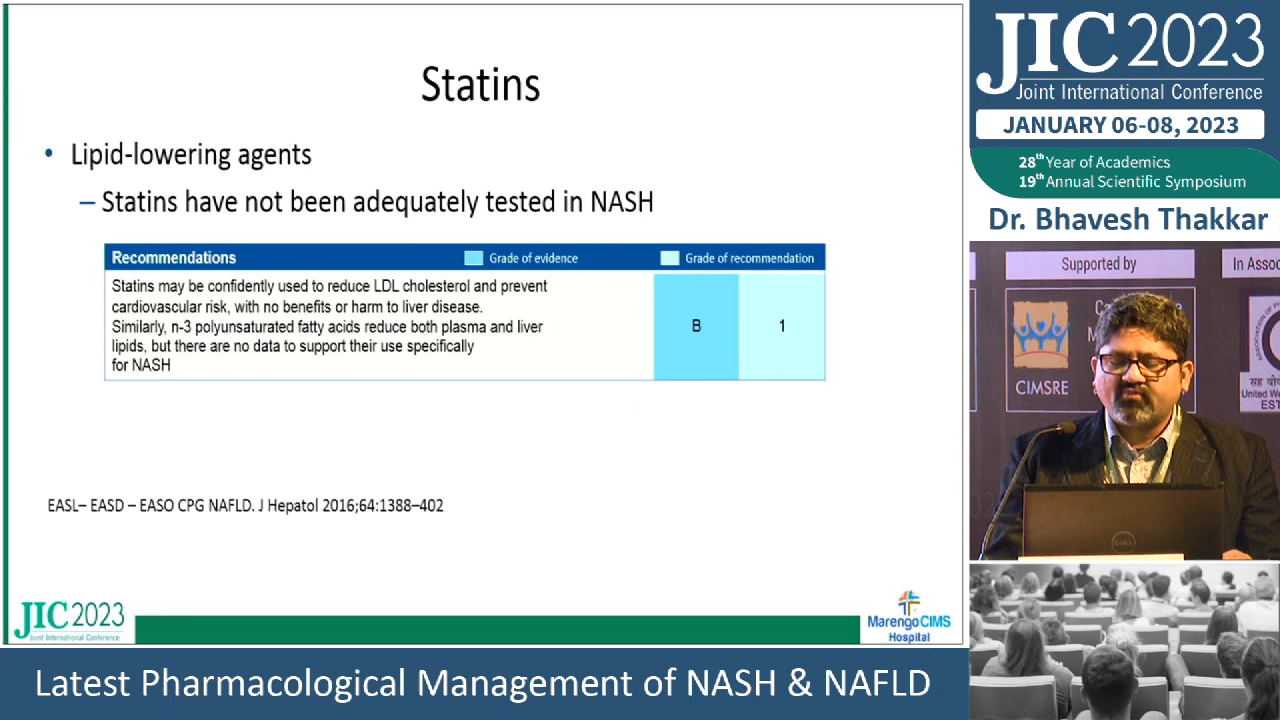 Statins
• Lipid-lowering agents
– Statins have not been adequately tested in NASH
Recommendations Grade of evidence Grade of recommendation
Statins may be confidently used to reduce LDL cholesterol and prevent
cardiovascular risk, with no benefits or harm to liver disease.
Similarly, n-3 polyunsaturated fatty acids reduce both plasma and liver
lipids, but there are no data to support their use specifically
for NASH
B 1
EASL– EASD – EASO CPG NAFLD. J Hepatol 2016;64:1388–402
JIC 2023
Joint International Conference
MarengoCIMS
Hospital
Latest Pharmacological Management of NASH & NAFLD
JIC 2023
Joint International Conference
JANUARY 06-08, 2023
28th Year of Academics
19th Annual Scientific Symposium
Dr. Bhavesh Thakkar
Supported by
CIMSRE